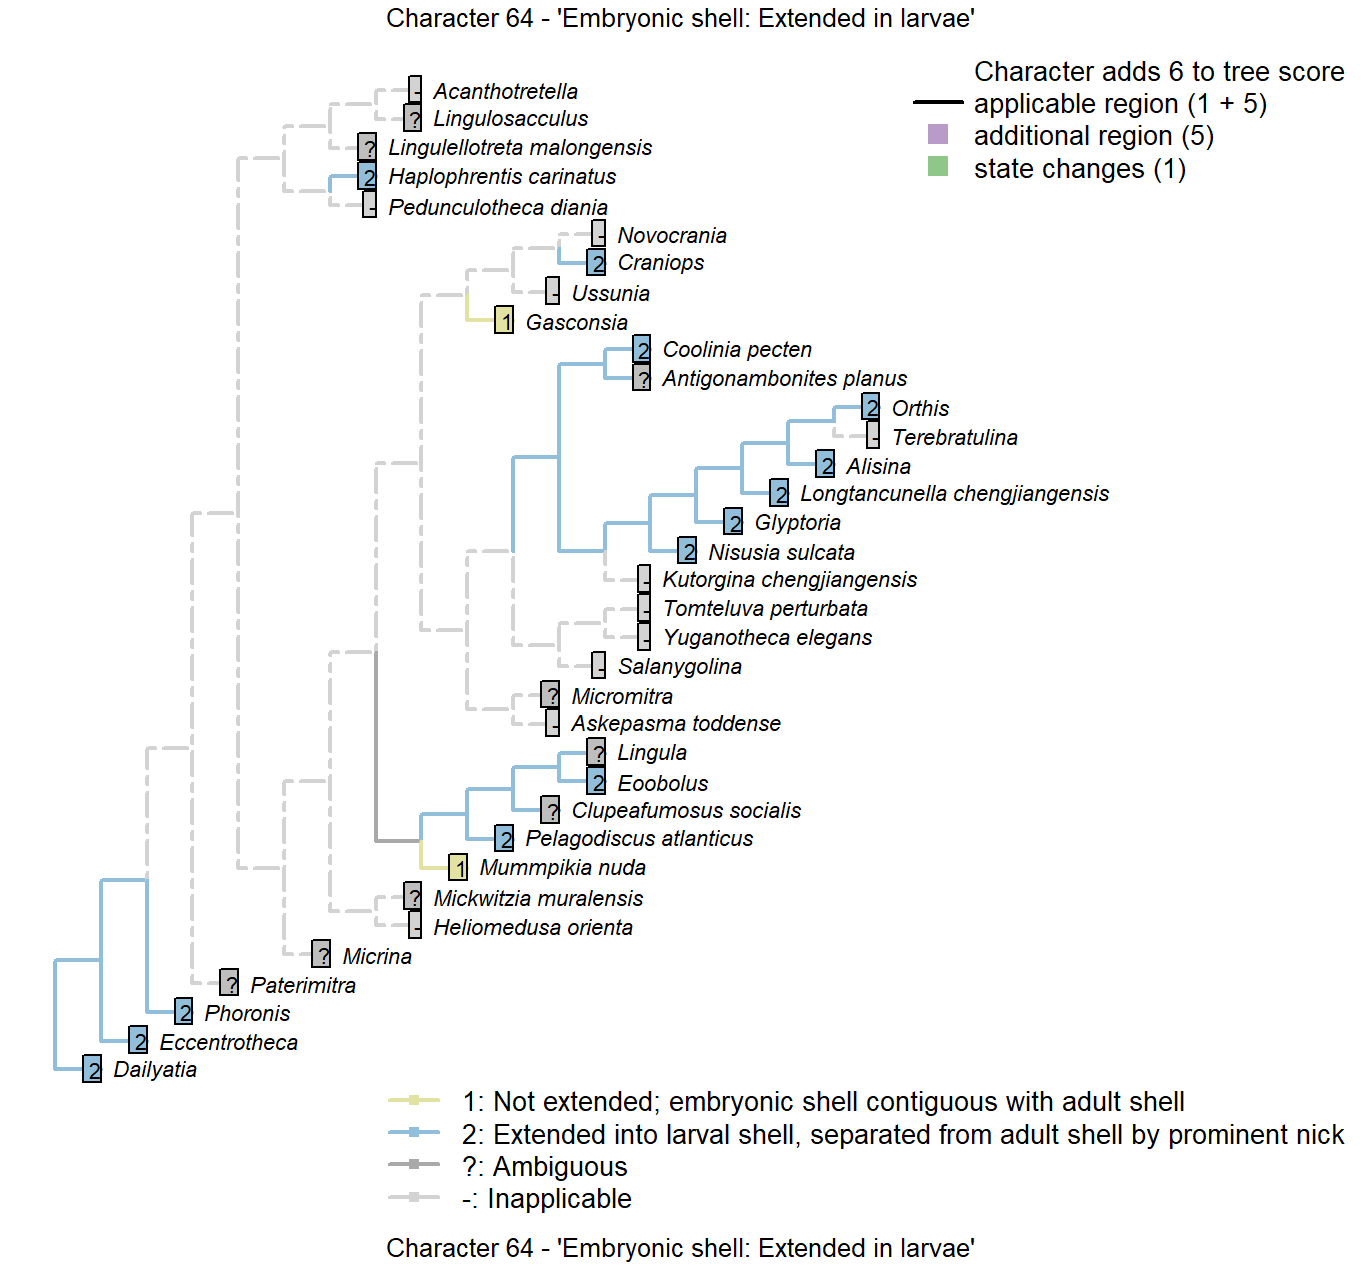 Character 64 - 'Embryonic shell: Extended in larvae'
Character adds 6 to tree score
applicable region (1 + 5)
additional region (5)
state changes (1)
- Acanthotretella
? Lingulosacculus
? Lingulellotreta malongensis
2 Haplophrentis carinatus
- Pedunculotheca diania
- Novocrania
2 Craniops
- Ussunia
1 Gasconsia
2 Coolinia pecten
? Antigonambonites planus
2 Orthis
- Terebratulina
2 Alisina
2 Longtancunella chengjiangensis
2 Glyptoria
2 Nisusia sulcata
- Kutorgina chengjiangensis
- Tomteluva perturbata
- Yuganotheca elegans
- Salanygolina
? Micromitra
- Askepasma toddense
? Lingula
2 Eoobolus
? Clupeafumosus socialis
2 Pelagodiscus atlanticus
1 Mummpikia nuda
? Mickwitzia muralensis
- Heliomedusa orienta
? Micrina
? Paterimitra
2 Phoronis
2 Eccentrotheca
2 Dailyatia
1: Not extended; embryonic shell contiguous with adult shell
2: Extended into larval shell, separated from adult shell by prominent nick
?: Ambiguous
-: Inapplicable
Character 64 - 'Embryonic shell: Extended in larvae'